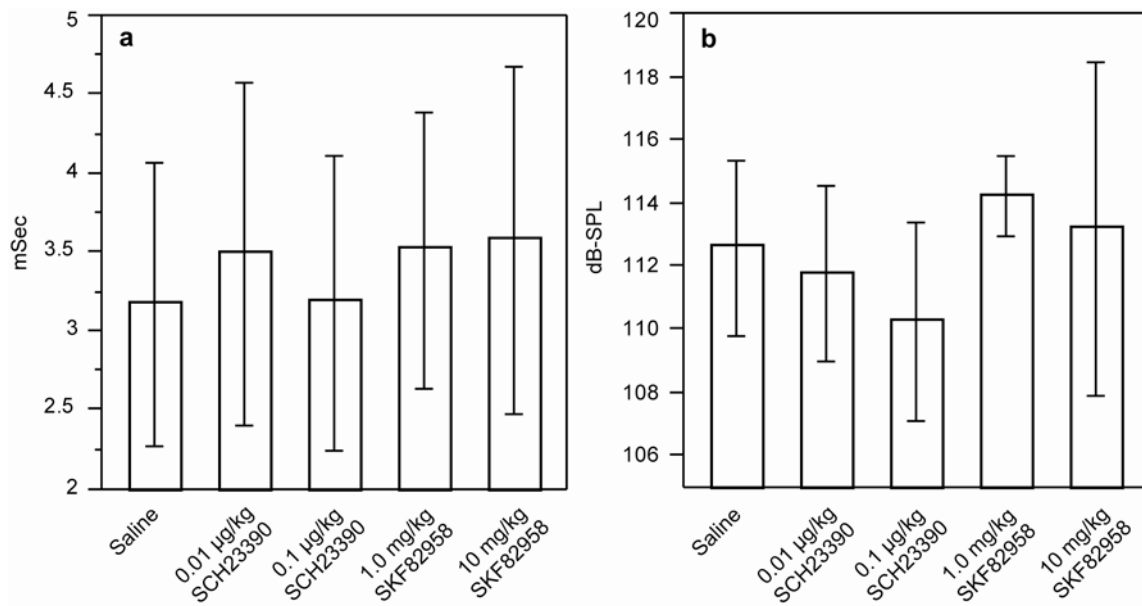 a
5
4.5
4
3.5
3
2.5
2
mSec
Saline
0.01 µg/kg
SCH23390
0.1 µg/kg
SCH23390
1.0 mg/kg
SKF82958
10 mg/kg
SKF82958
b
120
118
115
114
112
110
108
106
dB-SPL
Saline
0.01 µg/kg
SCH23390
0.1 µg/kg
SCH23390
1.0 mg/kg
SKF82958
10 mg/kg
SKF82958